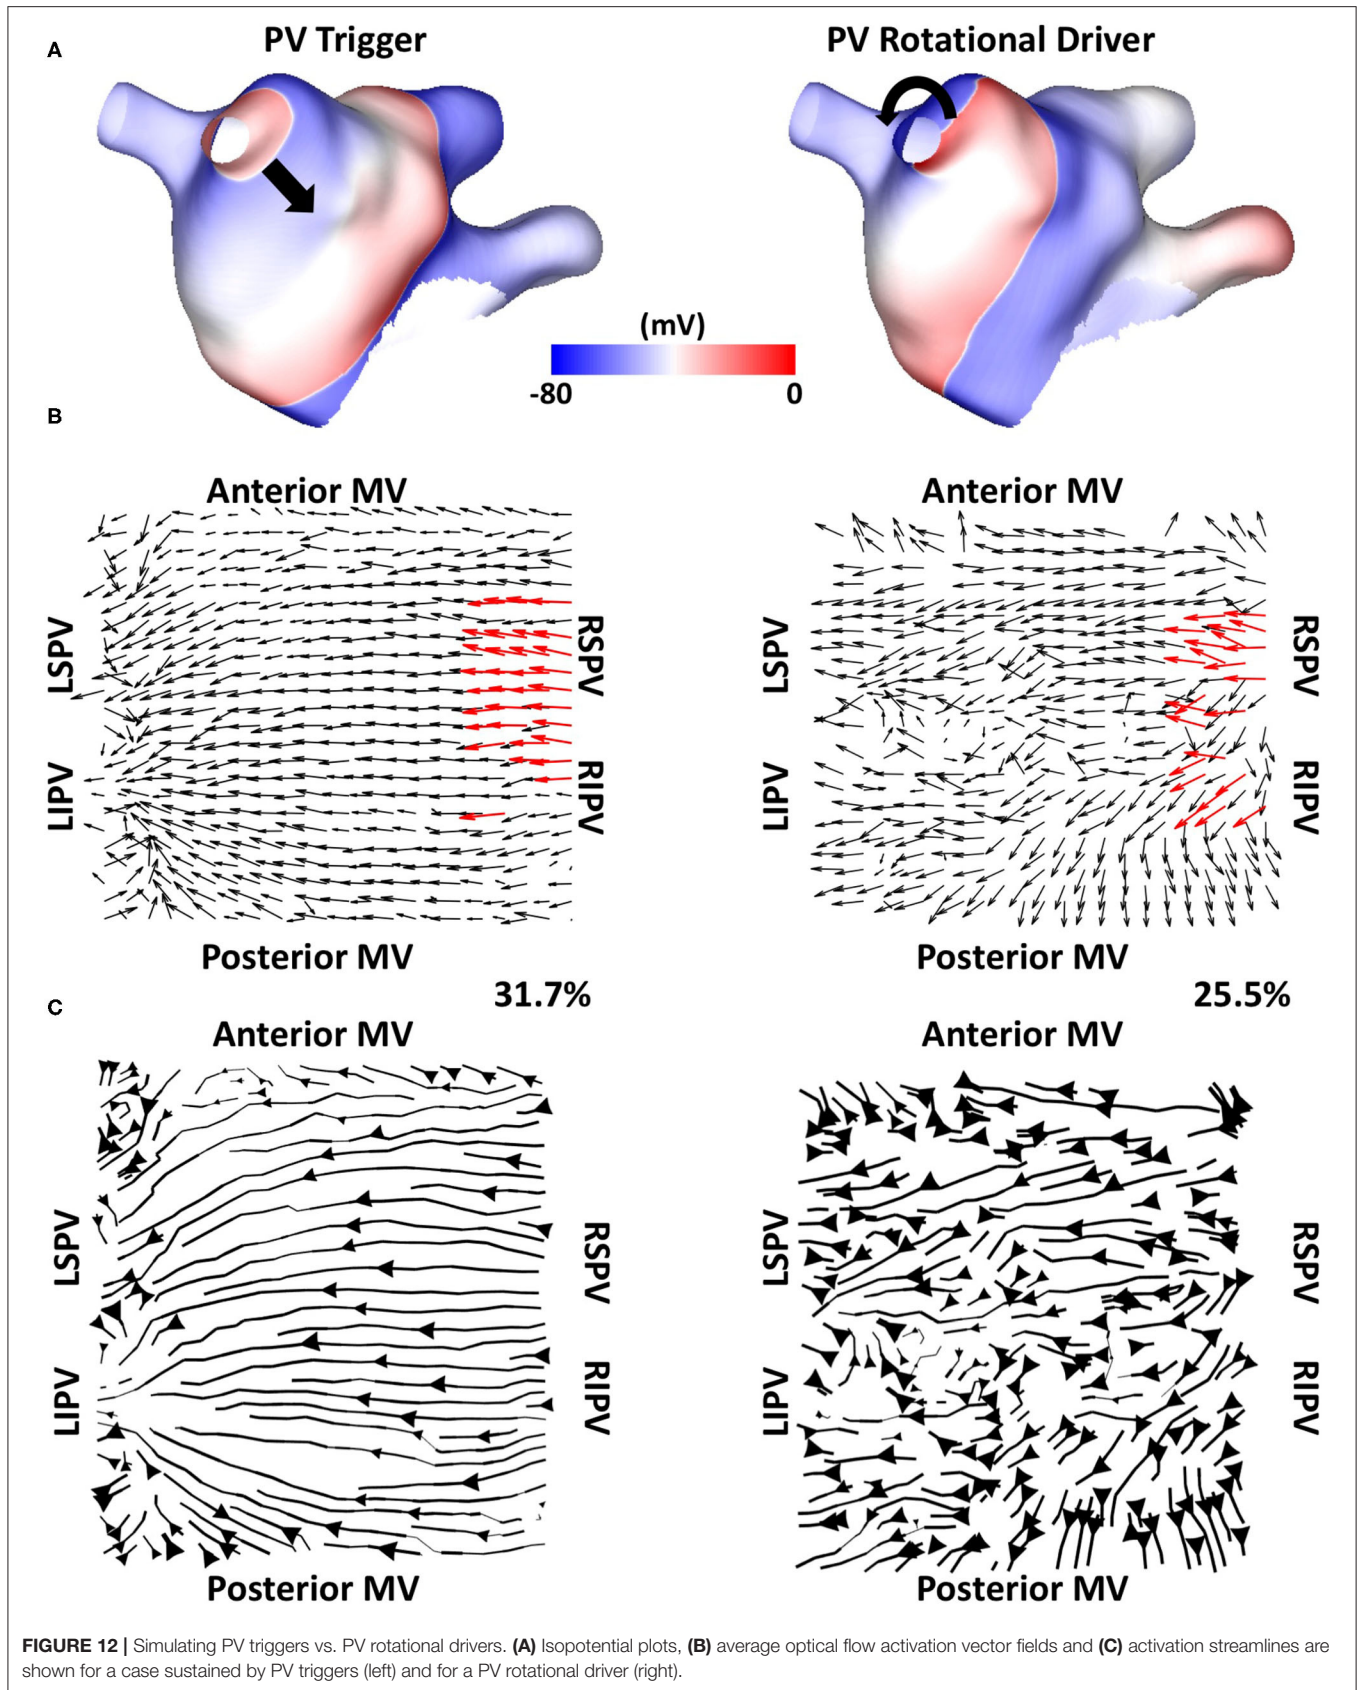 A
PV Trigger
PV Rotational Driver
(mV)
-80
0
B
Anterior MV
Anterior MV
LSPV
RSPV
LSPV
RSPV
LIPV
RIPV
LIPV
RIPV
Posterior MV
Posterior MV
31.7%
25.5%
C
Anterior MV
Anterior MV
LSPV
RSPV
LSPV
RSPV
LIPV
RIPV
LIPV
RIPV
Posterior MV
Posterior MV
FIGURE 12 | Simulating PV triggers vs. PV rotational drivers. (A) Isopotential plots, (B) average optical flow activation vector fields and (C) activation streamlines are
shown for a case sustained by PV triggers (left) and for a PV rotational driver (right).